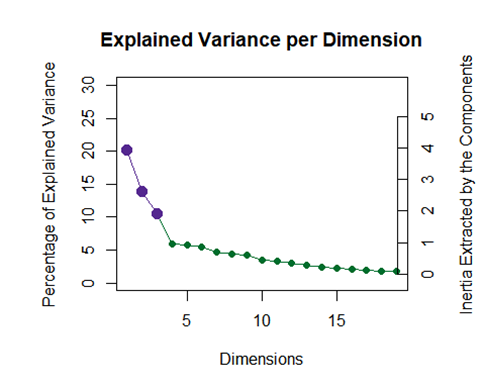 Explained Variance per Dimension
Percentage of Explained Variance
30
25
20
15
10
5
0
5
4
3
2
1
0
Inertia Extracted by the Components
5 10 15
Dimensions